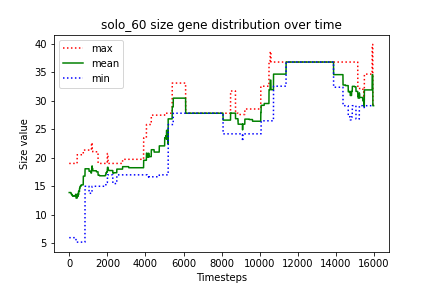 solo_60 size gene distribution over time
max
mean
min
Size value
40
35
30
25
20
15
10
5
0 2000 4000 6000 8000 10000 12000 14000 16000
Timesteps